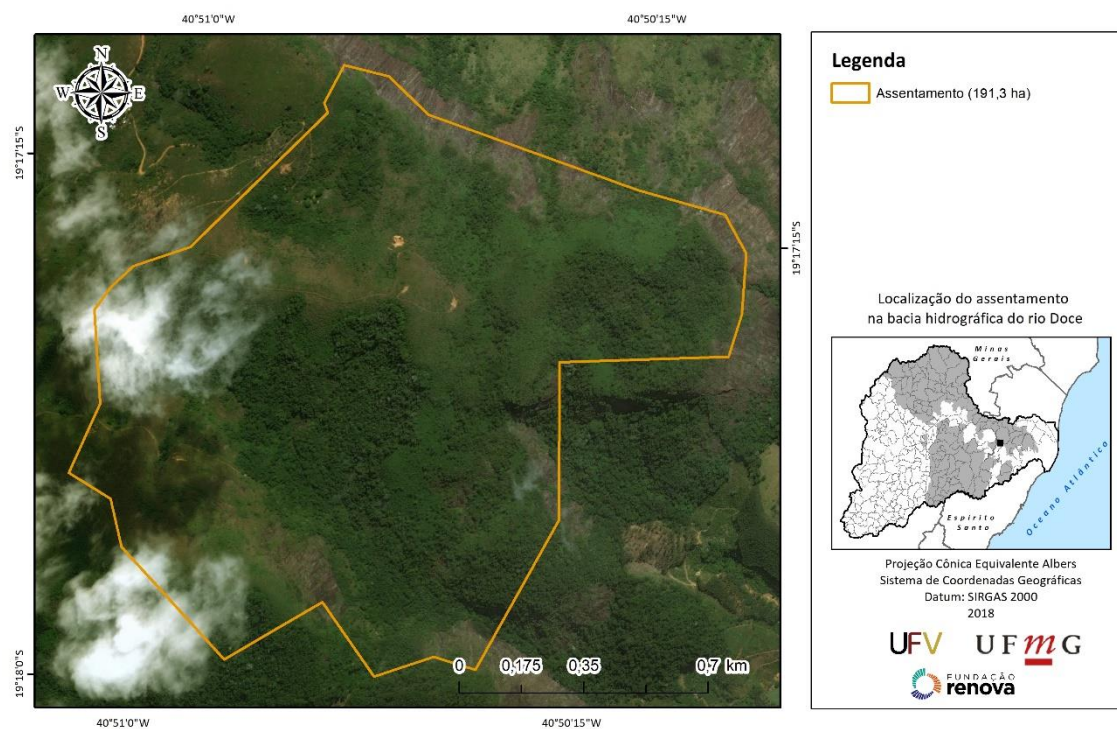 40°51'0"W
40°50'15"W
N
W
E
S
19°17'15"S
19°17'15"S
19°18'0"S
0
0,175
0,35
0,7 km
40°51'0"W
40°50'15"W
Legenda
Assentamento (191,3 ha)
Localização do assentamento
na bacia hidrográfica do rio Doce
Minas
Gerais
Espírito
Santo
Oceano Atlântico
Projeção Cônica Equivalente Albers
Sistema de Coordenadas Geográficas
Datum: SIRGAS 2000
2018
UFV
UFmG
FUNDAÇÃO
renova